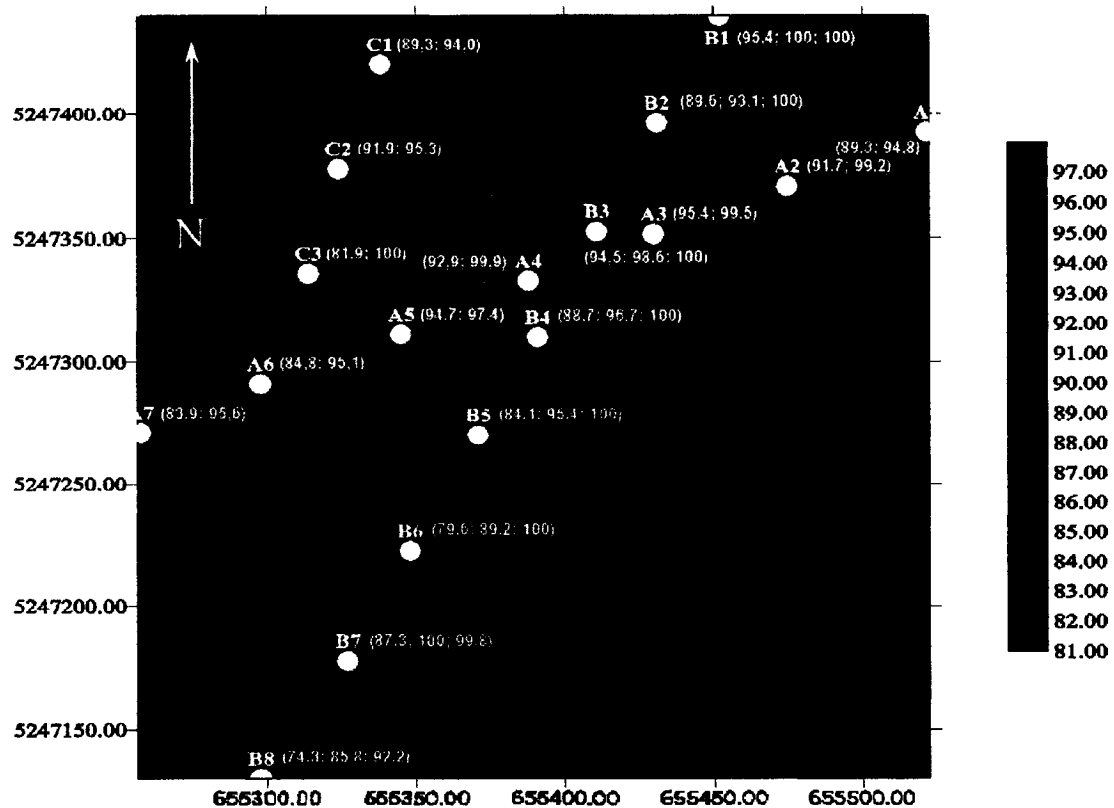 C1 (89.3; 94.0)
B1 (95.4; 100; 100)
B2 (89.6; 93.1; 100)
5247400.00
A
(89.3; 94.8)
C2 (91.9; 95.3)
A2 (91.7; 99.2)
N
B3
A3 (95.4; 99.5)
5247350.00
(94.5; 98.6; 100)
C3 (81.9; 100)
(92.9; 99.9) A4
A5 (94.7; 97.4)
B4 (88.7; 96.7; 100)
5247300.00
A6 (84.8; 95.1)
A7 (83.9; 95.6)
B5 (84.1; 95.4; 100)
5247250.00
B6 (79.6; 89.2; 100)
5247200.00
B7 (87.3; 100; 99.8)
5247150.00
B8 (74.3; 85.8; 92.2)
655300.00 655350.00 655400.00 655450.00 655500.00
97.00
96.00
95.00
94.00
93.00
92.00
91.00
90.00
89.00
88.00
87.00
86.00
85.00
84.00
83.00
82.00
81.00